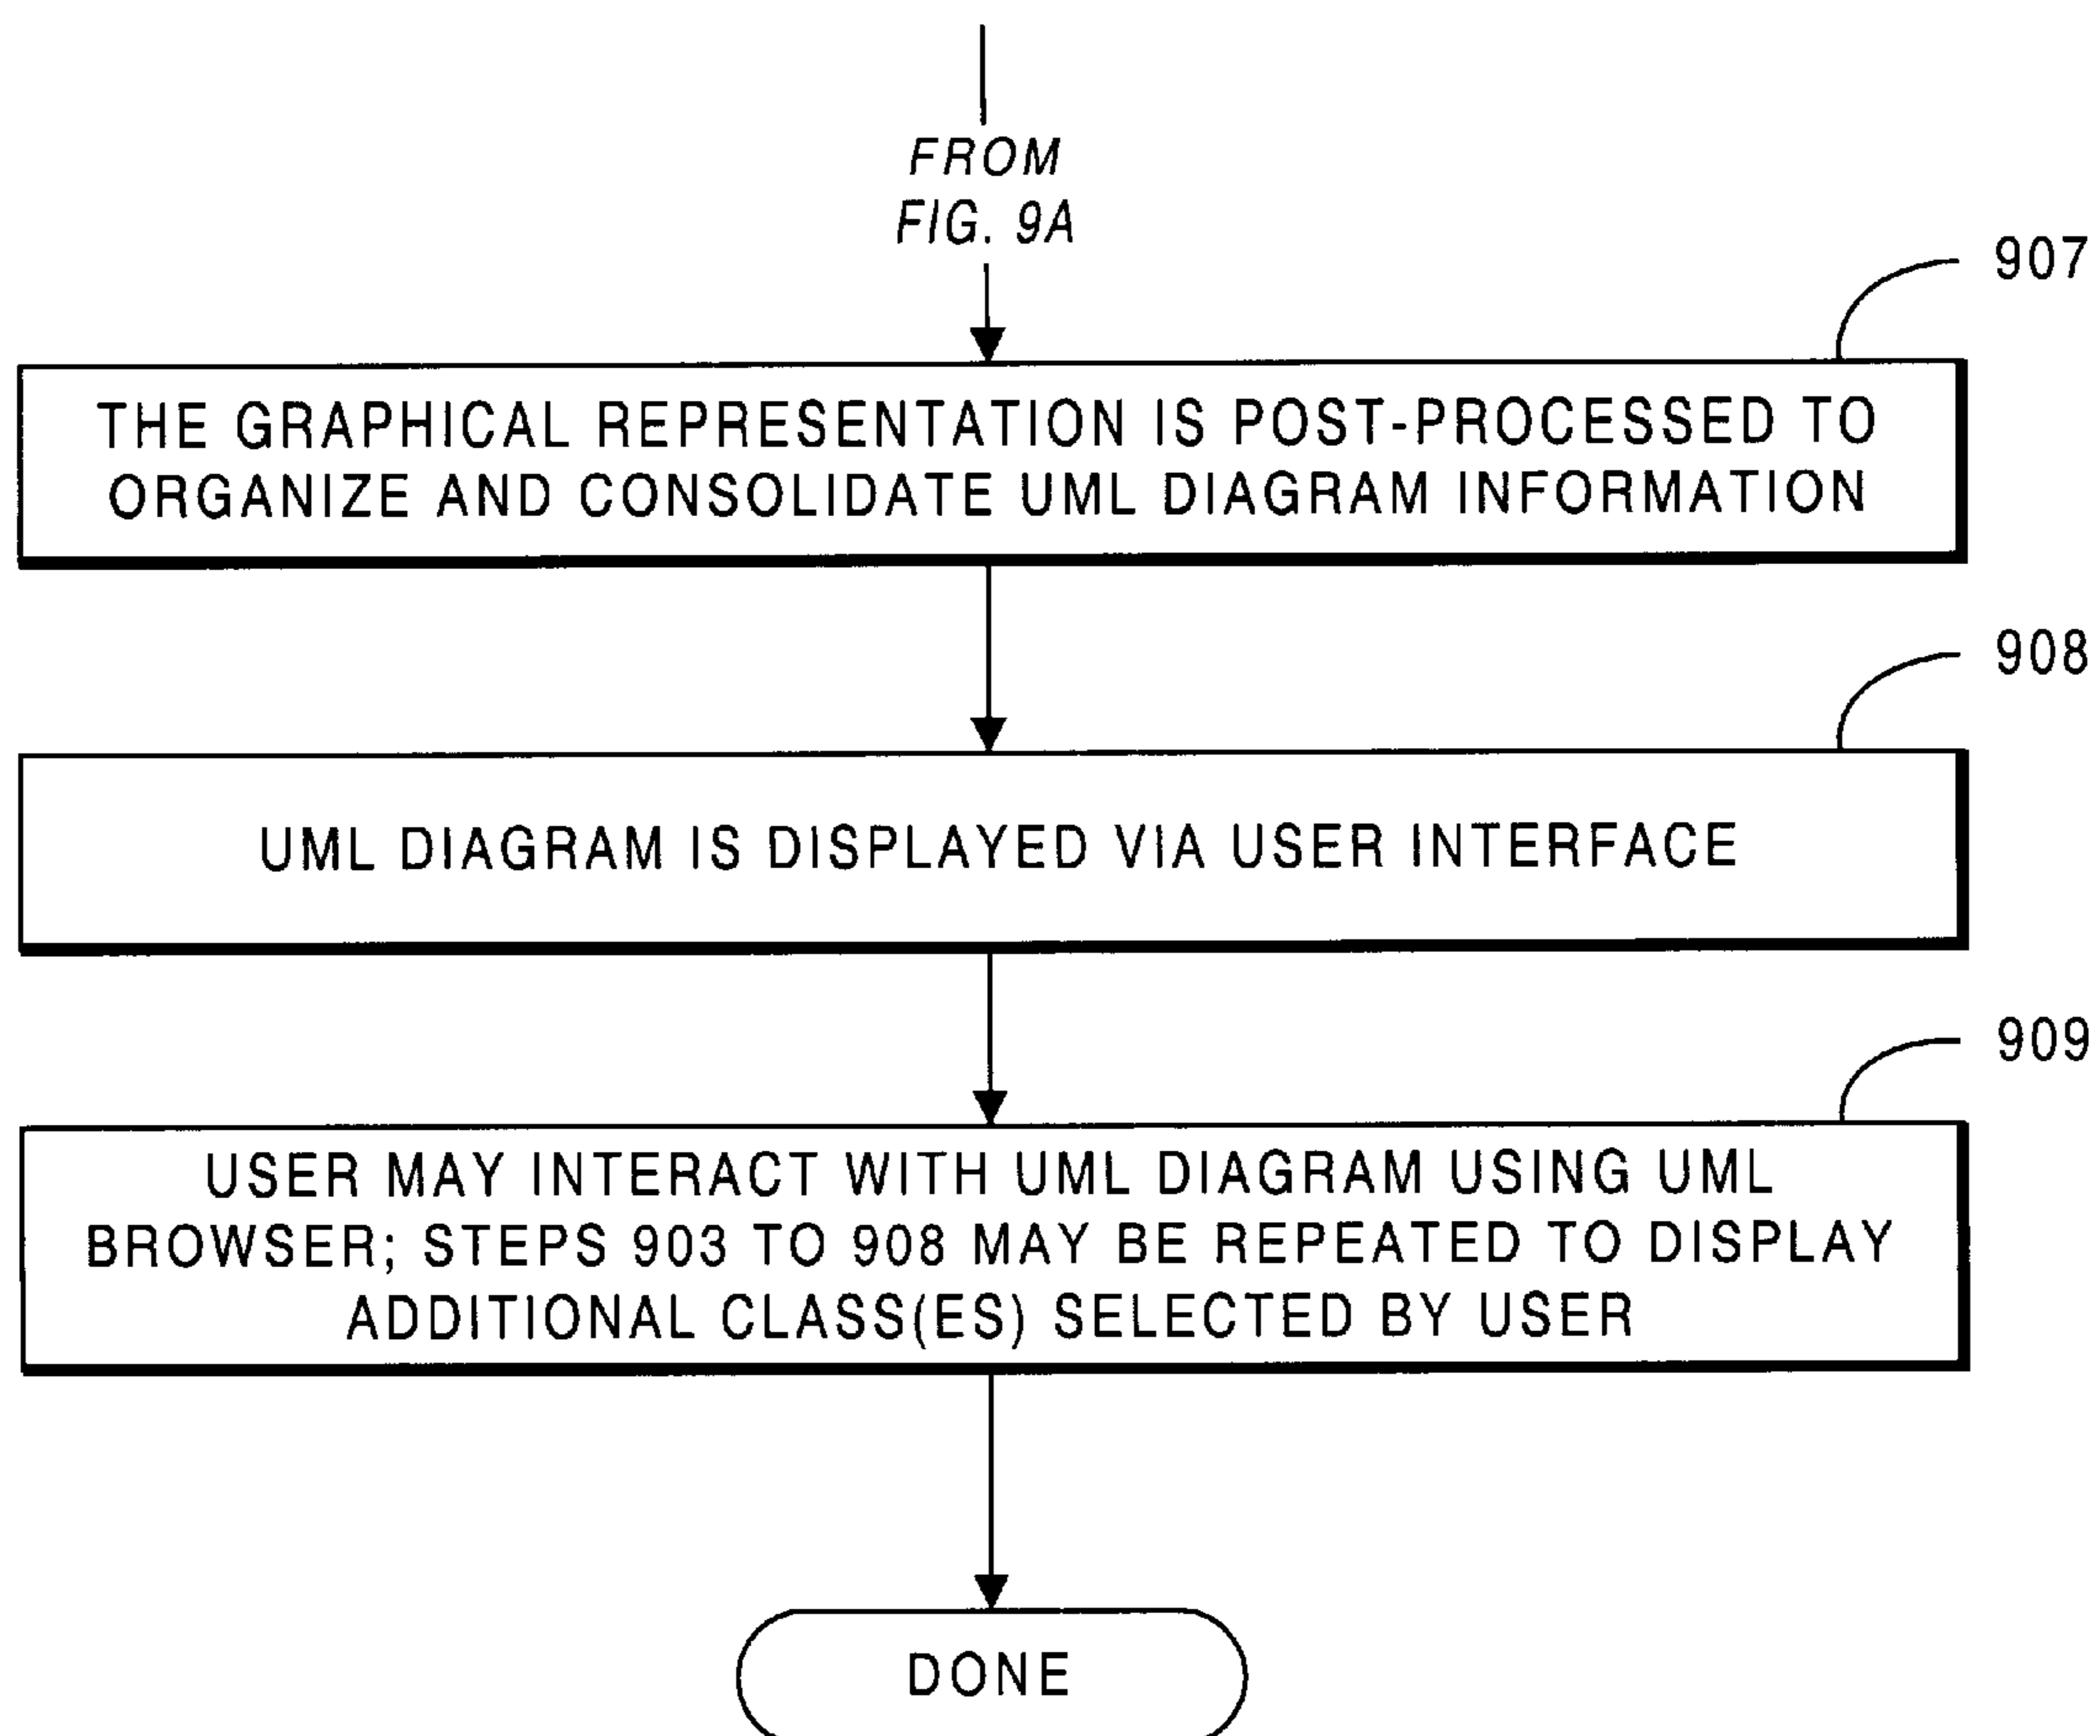 FROM
FIG. 9A
907
THE GRAPHICAL REPRESENTATION IS POST-PROCESSED TO
ORGANIZE AND CONSOLIDATE UML DIAGRAM INFORMATION
908
UML DIAGRAM IS DISPLAYED VIA USER INTERFACE
909
USER MAY INTERACT WITH UML DIAGRAM USING UML
BROWSER; STEPS 903 TO 908 MAY BE REPEATED TO DISPLAY
ADDITIONAL CLASS(ES) SELECTED BY USER
DONE